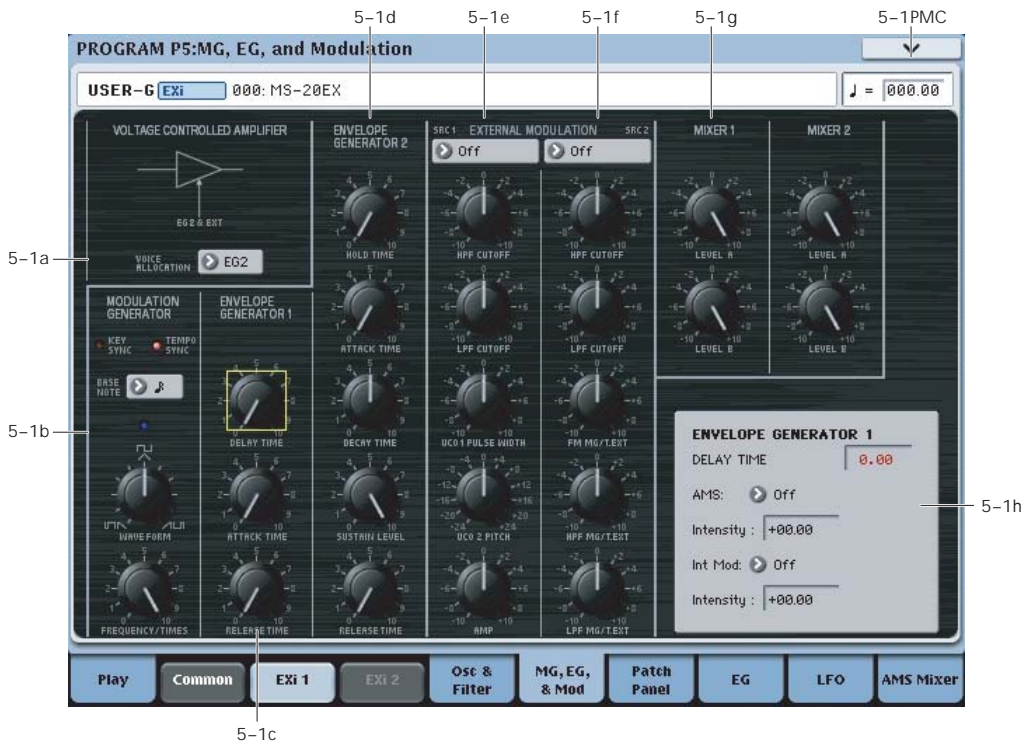 5-1d 5-1e 5-1f 5-1g 5-1PMC
PROGRAM P5:MG, EG, and Modulation
USER-G EXi 000: MS-20EX ♩ = 000.00
VOLTAGE CONTROLLED AMPLIFIER
EG2 & EXT
VOICE ALLOCATION EG2
5-1a
MODULATION GENERATOR
KEY SYNC TEMPO SYNC
BASE NOTE
5-1b
WAVE FORM
FREQUENCY/TIMES
ENVELOPE GENERATOR 1
DELAY TIME
ATTACK TIME
RELEASE TIME
5-1c
ENVELOPE GENERATOR 2
HOLD TIME
ATTACK TIME
DECAY TIME
SUSTAIN LEVEL
RELEASE TIME
SRC1 EXTERNAL MODULATION SRC2
Off Off
HPF CUTOFF HPF CUTOFF
LPF CUTOFF LPF CUTOFF
VCO 1 PULSE WIDTH FM MG/T.EXT
VCO 2 PITCH HPF MG/T.EXT
AMP LPF MG/T.EXT
MIXER 1 MIXER 2
LEVEL A LEVEL A
LEVEL B LEVEL B
ENVELOPE GENERATOR 1
DELAY TIME 0.00
AMS: Off
Intensity : +00.00
Int Mod: Off
Intensity : +00.00
5-1h
Play Common EXi 1 EXi 2 Osc & Filter MG, EG, & Mod Patch Panel EG LFO AMS Mixer